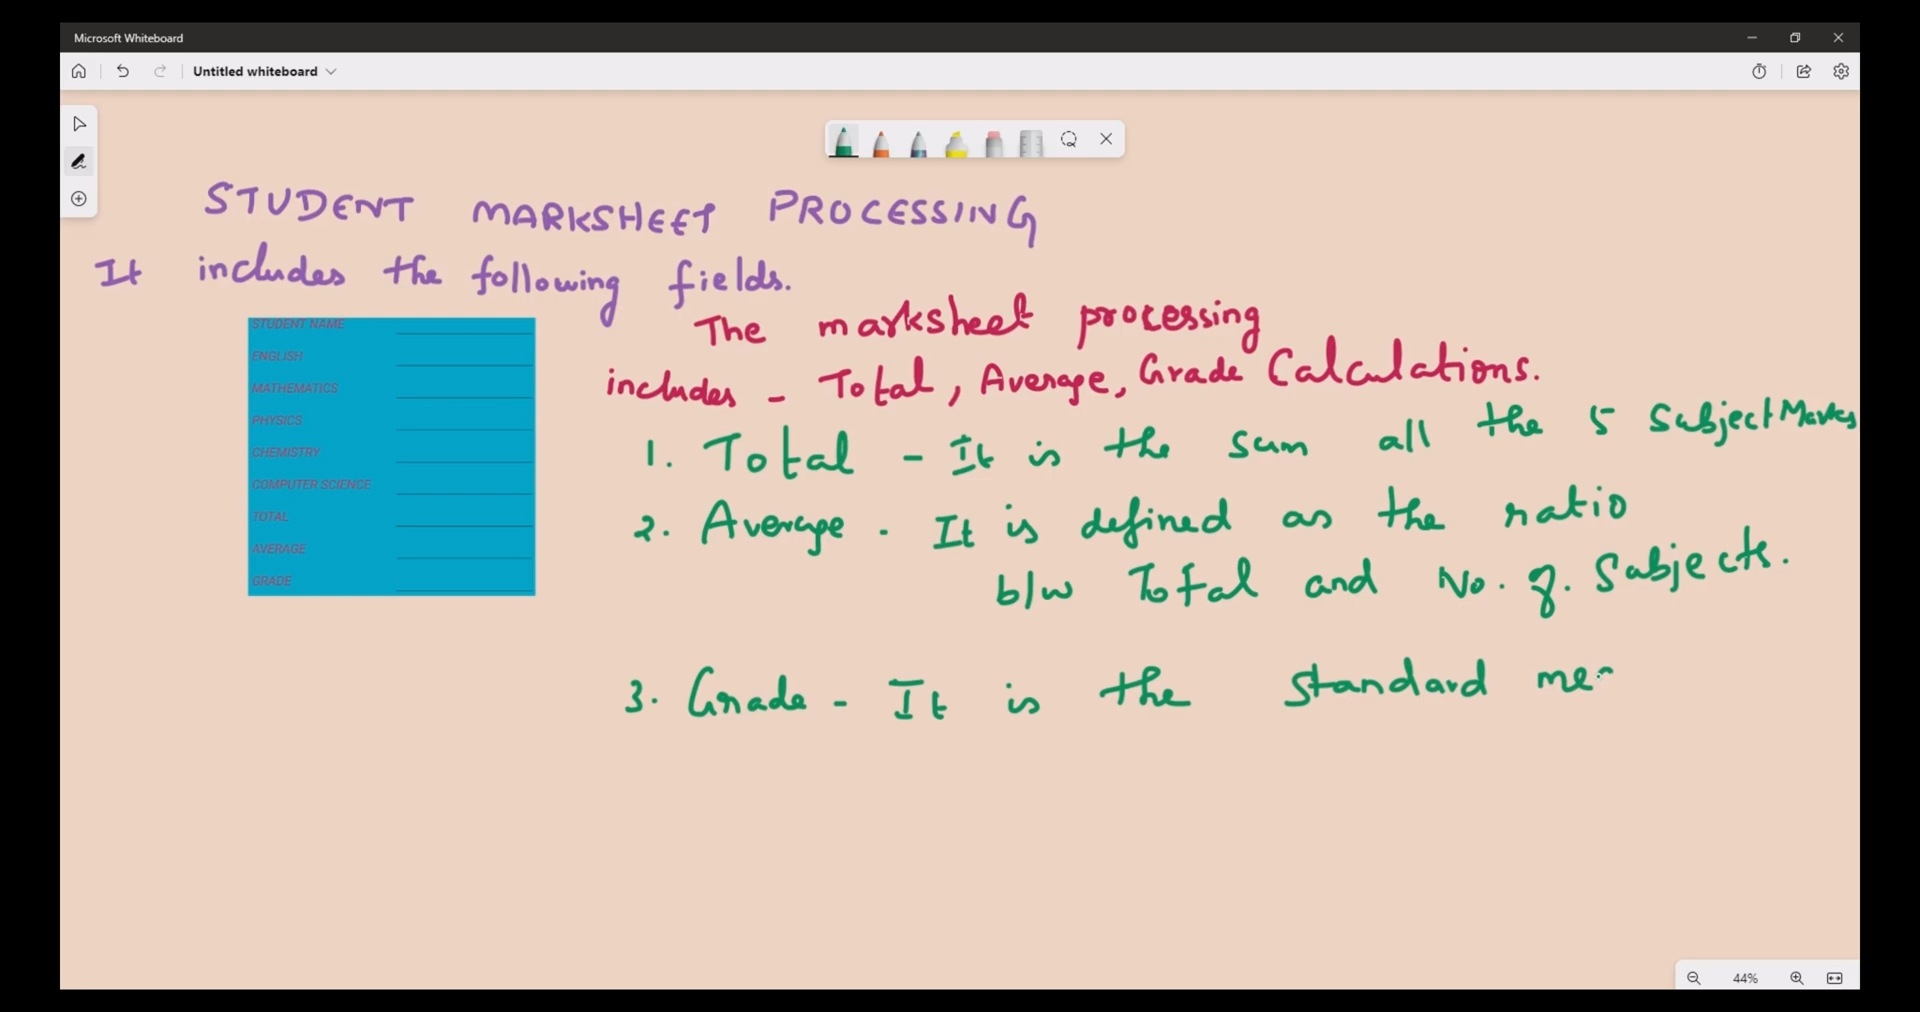 Microsoft Whiteboard
Untitled whiteboard
STUDENT MARKSHEET PROCESSING
It includes the following fields.
STUDENT NAME
ENGLISH
MATHEMATICS
PHYSICS
CHEMISTRY
COMPUTER SCIENCE
TOTAL
AVERAGE
GRADE
The marksheet processing
includes - Total, Average, Grade Calculations.
1. Total - It is the sum all the 5 Subject Marks
2. Average - It is defined as the ratio
b/w Total and No. of. Subjects.
3. Grade - It is the Standard me
44%